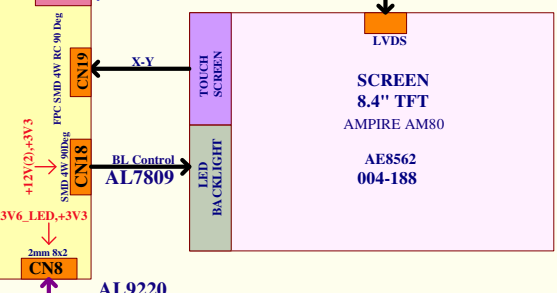 LVDS
FPC SMD 4W RC 90 Deg
CN19
X-Y
TOUCH
SCREEN
SCREEN
8.4" TFT
AMPIRE AM80
AE8562
004-188
+12V(2),+3V3
SMD 4W 90Deg
CN18
BL Control
AL7809
LED
BACKLIGHT
3V6_LED,+3V3
2mm 8x2
CN8
AL9220